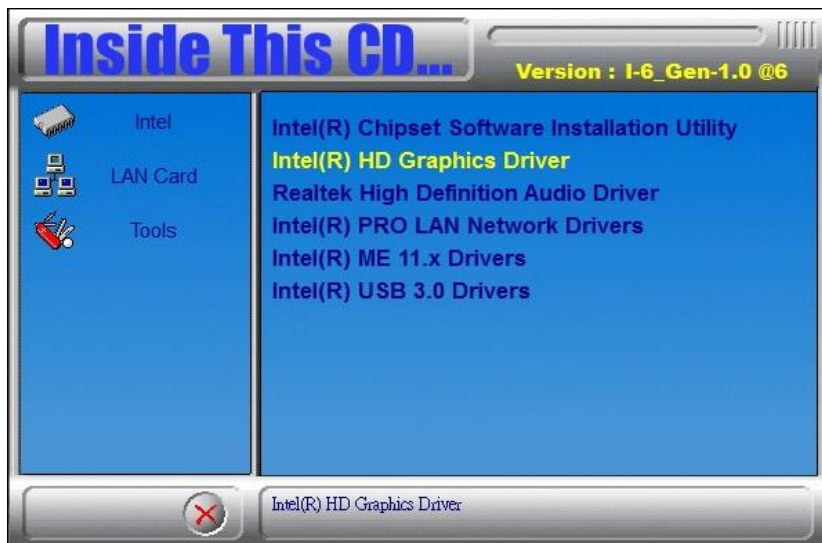 Inside This CD...
Version : I-6_Gen-1.0 @6
Intel
LAN Card
Tools
Intel(R) Chipset Software Installation Utility
Intel(R) HD Graphics Driver
Realtek High Definition Audio Driver
Intel(R) PRO LAN Network Drivers
Intel(R) ME 11.x Drivers
Intel(R) USB 3.0 Drivers
Intel(R) HD Graphics Driver